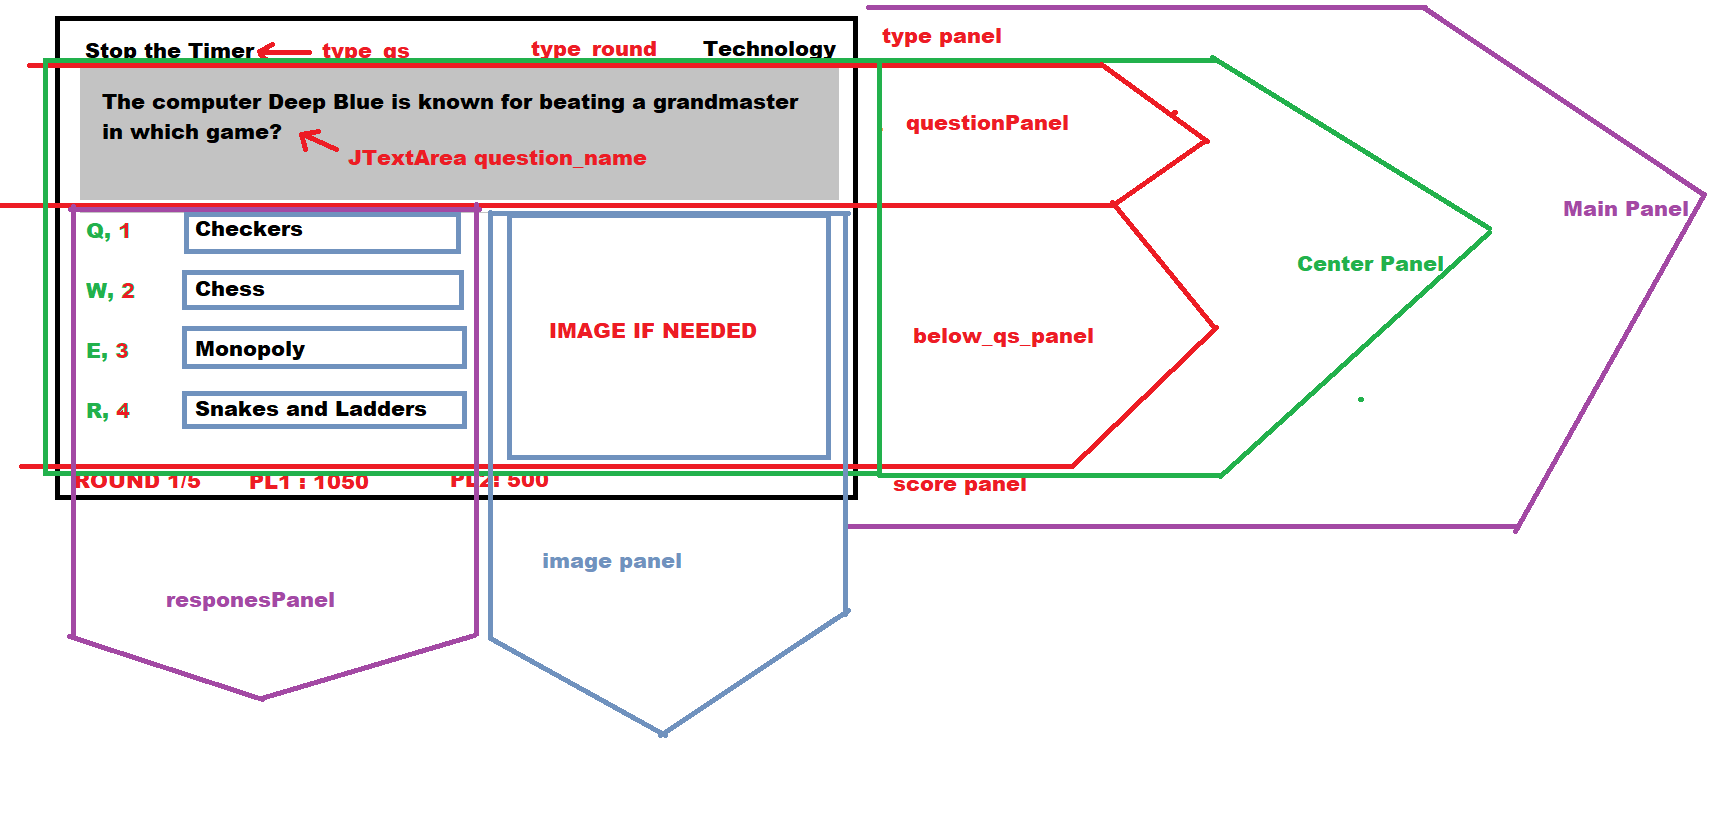 Stop the Timer type_qs type_round Technology type panel
The computer Deep Blue is known for beating a grandmaster
in which game?
JTextArea question_name
questionPanel
Main Panel
Center Panel
Q, 1 Checkers
W, 2 Chess
E, 3 Monopoly
R, 4 Snakes and Ladders
IMAGE IF NEEDED
below_qs_panel
ROUND 1/5 PL1 : 1050 PL2: 500 score panel
image panel
responesPanel